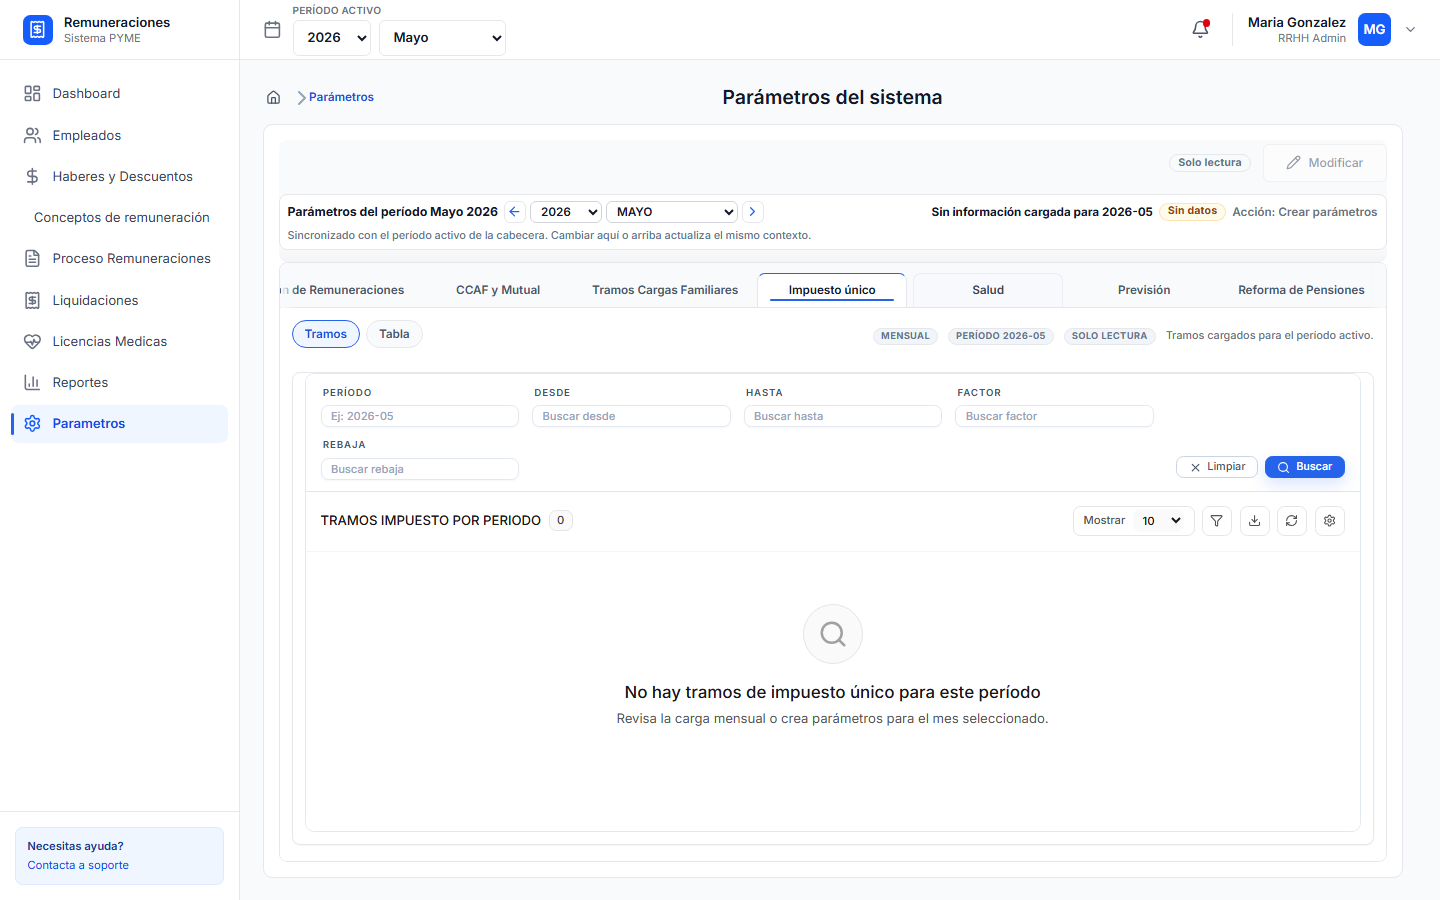 Remuneraciones
Sistema PYME
PERÍODO ACTIVO
2026
Mayo
Maria Gonzalez
RRHH Admin
MG
Dashboard
Empleados
Haberes y Descuentos
Conceptos de remuneración
Proceso Remuneraciones
Liquidaciones
Licencias Medicas
Reportes
Parametros
Necesitas ayuda?
Contacta a soporte
Parámetros
Parámetros del sistema
Solo lectura
Modificar
Parámetros del período Mayo 2026
2026
MAYO
Sin información cargada para 2026-05
Sin datos
Acción: Crear parámetros
Sincronizado con el período activo de la cabecera. Cambiar aquí o arriba actualiza el mismo contexto.
n de Remuneraciones
CCAF y Mutual
Tramos Cargas Familiares
Impuesto único
Salud
Previsión
Reforma de Pensiones
Tramos
Tabla
MENSUAL
PERÍODO 2026-05
SOLO LECTURA
Tramos cargados para el período activo.
PERÍODO
DESDE
HASTA
FACTOR
Ej: 2026-05
Buscar desde
Buscar hasta
Buscar factor
REBAJA
Buscar rebaja
Limpiar
Buscar
TRAMOS IMPUESTO POR PERIODO
0
Mostrar
10
No hay tramos de impuesto único para este período
Revisa la carga mensual o crea parámetros para el mes seleccionado.